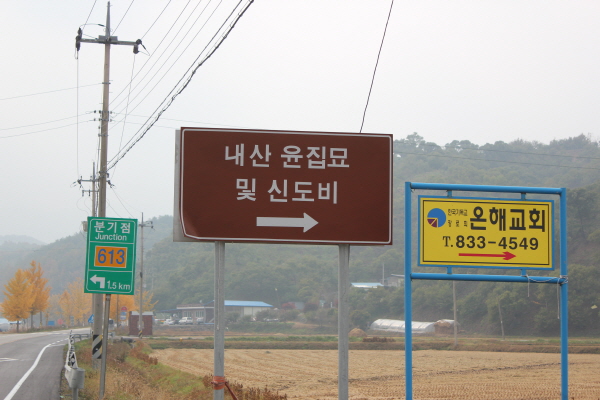 내산 윤집묘
및 신도비
분기점
Junction
613
1.5 km
온해교회
T.833-4549